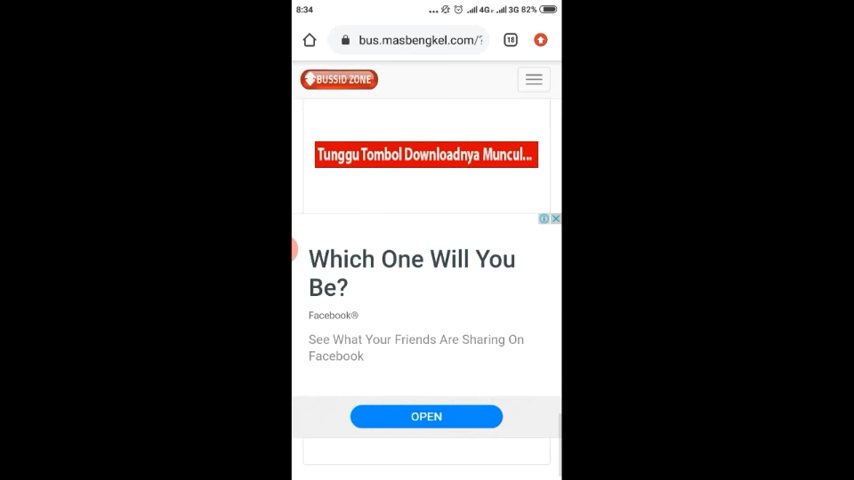 8:34
4G
3G 82%
bus.masbengkel.com/?
18
BUSSID ZONE
Tunggu Tombol Downloadnya Muncul...
Which One Will You
Be?
Facebook®
See What Your Friends Are Sharing On
Facebook
OPEN